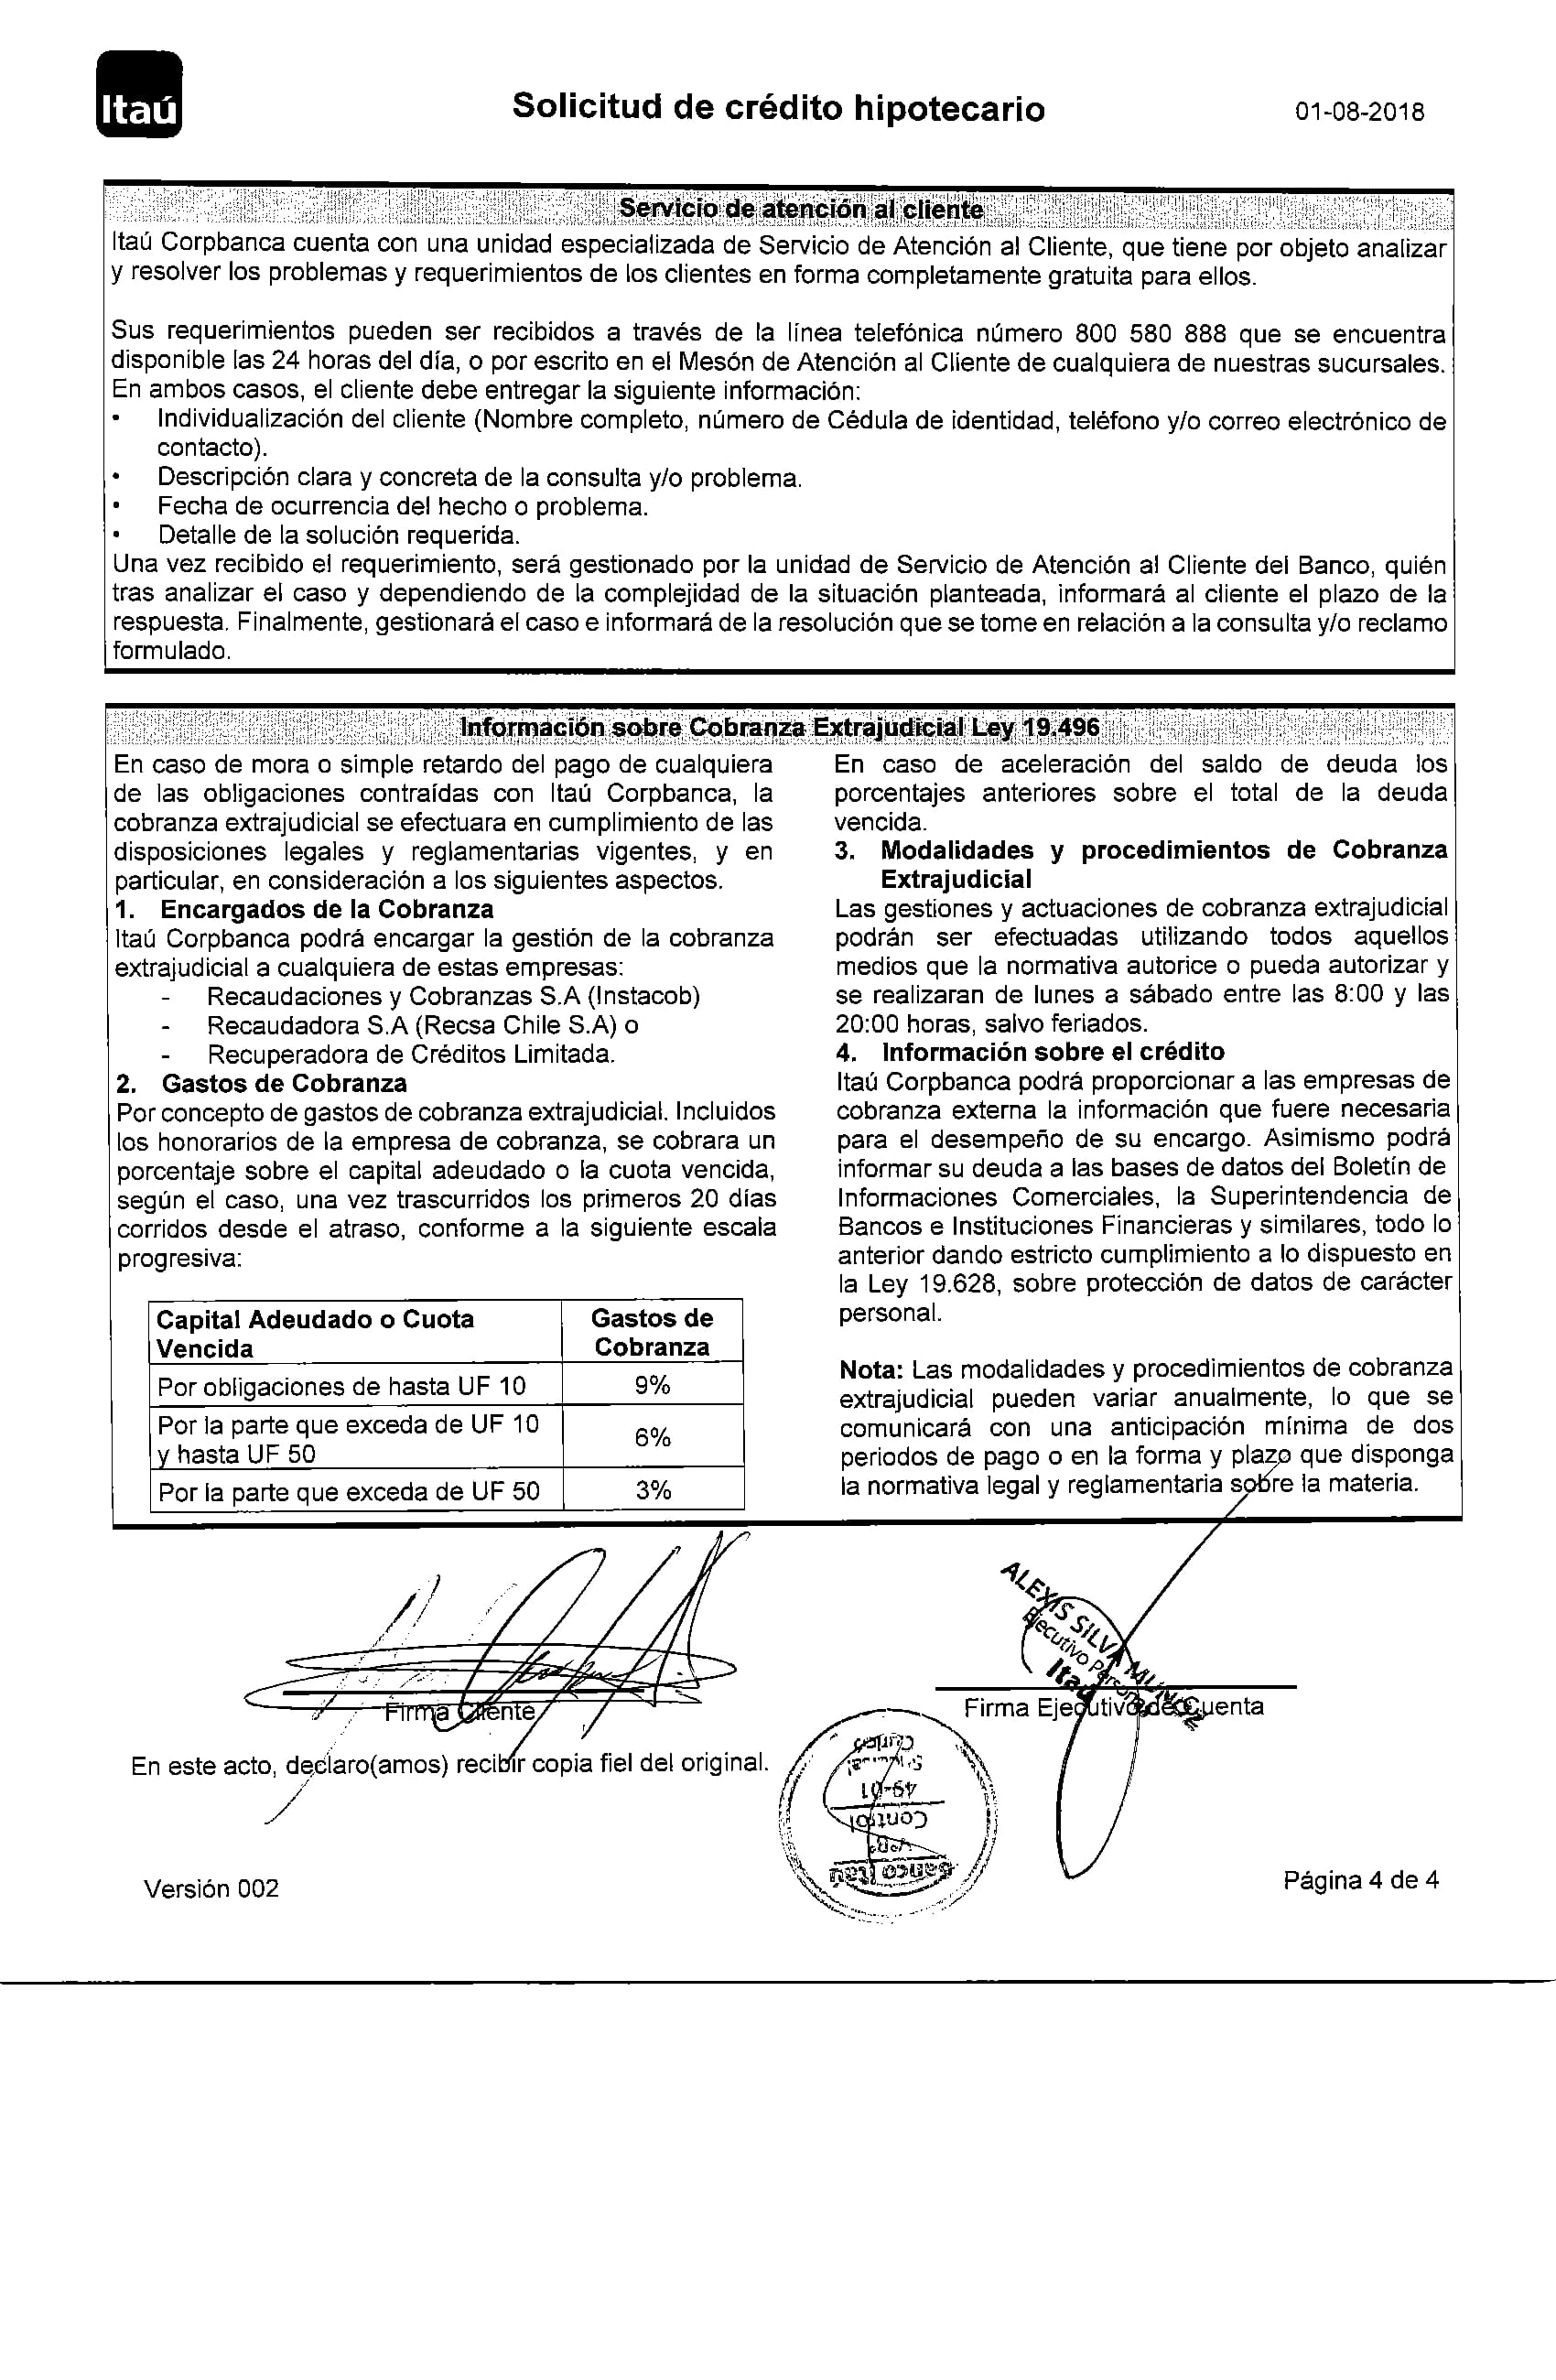 Itaú
Solicitud de crédito hipotecario
01-08-2018
Servicio de atención al cliente
Itaú Corpbanca cuenta con una unidad especializada de Servicio de Atención al Cliente, que tiene por objeto analizar
y resolver los problemas y requerimientos de los clientes en forma completamente gratuita para ellos.
Sus requerimientos pueden ser recibidos a través de la línea telefónica número 800 580 888 que se encuentra
disponible las 24 horas del día, o por escrito en el Mesón de Atención al Cliente de cualquiera de nuestras sucursales.
En ambos casos, el cliente debe entregar la siguiente información:
• Individualización del cliente (Nombre completo, número de Cédula de identidad, teléfono y/o correo electrónico de
contacto).
• Descripción clara y concreta de la consulta y/o problema.
• Fecha de ocurrencia del hecho o problema.
• Detalle de la solución requerida.
Una vez recibido el requerimiento, será gestionado por la unidad de Servicio de Atención al Cliente del Banco, quién
tras analizar el caso y dependiendo de la complejidad de la situación planteada, informará al cliente el plazo de la
respuesta. Finalmente, gestionará el caso e informará de la resolución que se tome en relación a la consulta y/o reclamo
formulado.
Información sobre Cobranza Extrajudicial Ley 19.496
En caso de mora o simple retardo del pago de cualquiera
de las obligaciones contraídas con Itaú Corpbanca, la
cobranza extrajudicial se efectuara en cumplimiento de las
disposiciones legales y reglamentarias vigentes, y en
particular, en consideración a los siguientes aspectos.
1. Encargados de la Cobranza
Itaú Corpbanca podrá encargar la gestión de la cobranza
extrajudicial a cualquiera de estas empresas:
- Recaudaciones y Cobranzas S.A (Instacob)
- Recaudadora S.A (Recsa Chile S.A) o
- Recuperadora de Créditos Limitada.
2. Gastos de Cobranza
Por concepto de gastos de cobranza extrajudicial. Incluidos
los honorarios de la empresa de cobranza, se cobrara un
porcentaje sobre el capital adeudado o la cuota vencida,
según el caso, una vez trascurridos los primeros 20 días
corridos desde el atraso, conforme a la siguiente escala
progresiva:
Capital Adeudado o Cuota
Vencida
Gastos de
Cobranza
Por obligaciones de hasta UF 10
9%
Por la parte que exceda de UF 10
y hasta UF 50
6%
Por la parte que exceda de UF 50
3%
En caso de aceleración del saldo de deuda los
porcentajes anteriores sobre el total de la deuda
vencida.
3. Modalidades y procedimientos de Cobranza
Extrajudicial
Las gestiones y actuaciones de cobranza extrajudicial
podrán ser efectuadas utilizando todos aquellos
medios que la normativa autorice o pueda autorizar y
se realizaran de lunes a sábado entre las 8:00 y las
20:00 horas, salvo feriados.
4. Información sobre el crédito
Itaú Corpbanca podrá proporcionar a las empresas de
cobranza externa la información que fuere necesaria
para el desempeño de su encargo. Asimismo podrá
informar su deuda a las bases de datos del Boletín de
Informaciones Comerciales, la Superintendencia de
Bancos e Instituciones Financieras y similares, todo lo
anterior dando estricto cumplimiento a lo dispuesto en
la Ley 19.628, sobre protección de datos de carácter
personal.
Nota: Las modalidades y procedimientos de cobranza
extrajudicial pueden variar anualmente, lo que se
comunicará con una anticipación mínima de dos
periodos de pago o en la forma y plazo que disponga
la normativa legal y reglamentaria sobre la materia.
Firma Cliente
ALEXIS SILVA MUÑOZ
Ejecutivo Personas
Itaú
Firma Ejecutivo de Cuenta
En este acto, declaro(amos) recibir copia fiel del original.
Banco Itaú
VºBº
Control
49-01
Sucursal
Curicó
Versión 002
Página 4 de 4